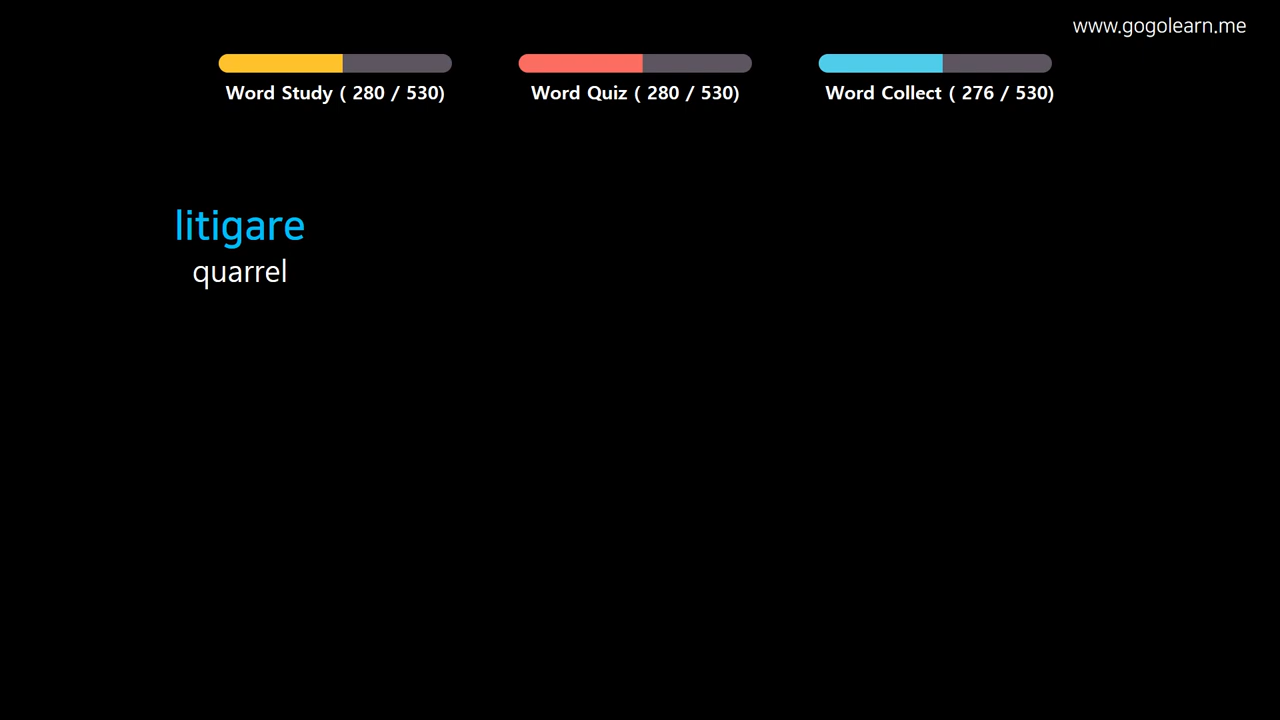 www.gogolearn.me
Word Study ( 280 / 530)
Word Quiz ( 280 / 530)
Word Collect ( 276 / 530)
litigare
quarrel